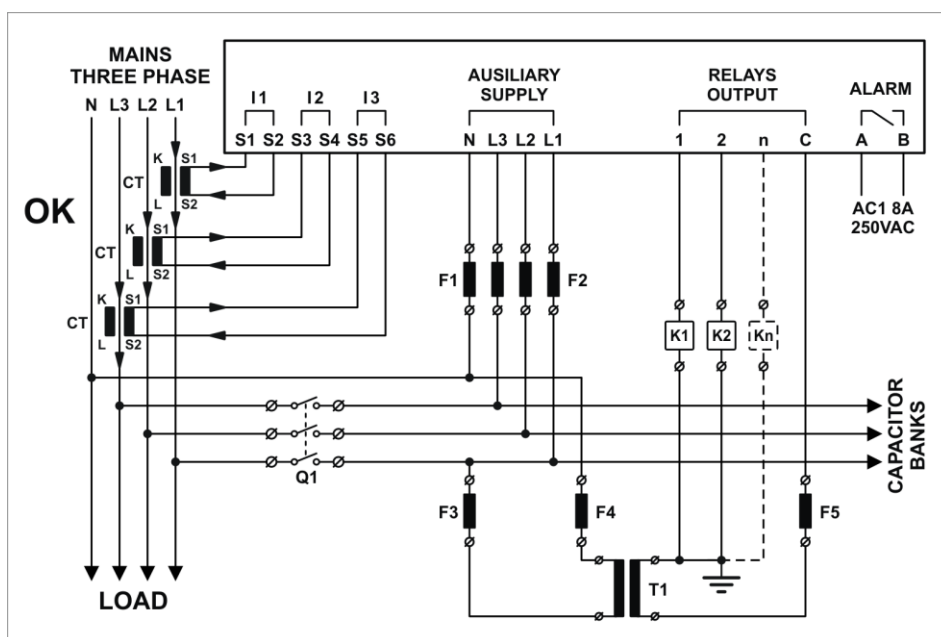 MAINS
THREE PHASE
N L3 L2 L1
I1 I2 I3
S1 S2 S3 S4 S5 S6
AUSILIARY
SUPPLY
N L3 L2 L1
RELAYS
OUTPUT
1 2 n C
ALARM
A B
AC1 8A
250VAC
OK
K S1
CT
L S2
K S1
CT
L S2
K S1
CT
L S2
F1 F2
K1 K2 Kn
Q1
CAPACITOR
BANKS
F3 F4 F5
T1
LOAD